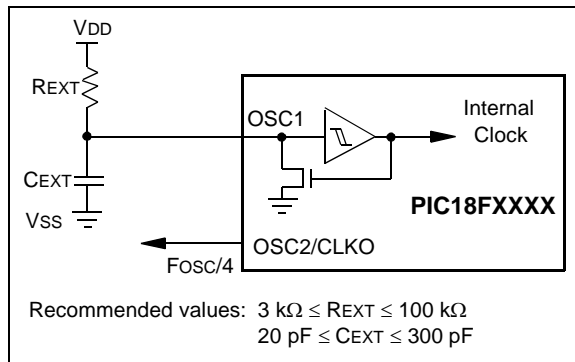 VDD
REXT
OSC1
Internal
Clock
CEXT
PIC18FXXXX
VSS
OSC2/CLKO
FOSC/4
Recommended values: 3 kΩ ≤ REXT ≤ 100 kΩ
20 pF ≤ CEXT ≤ 300 pF